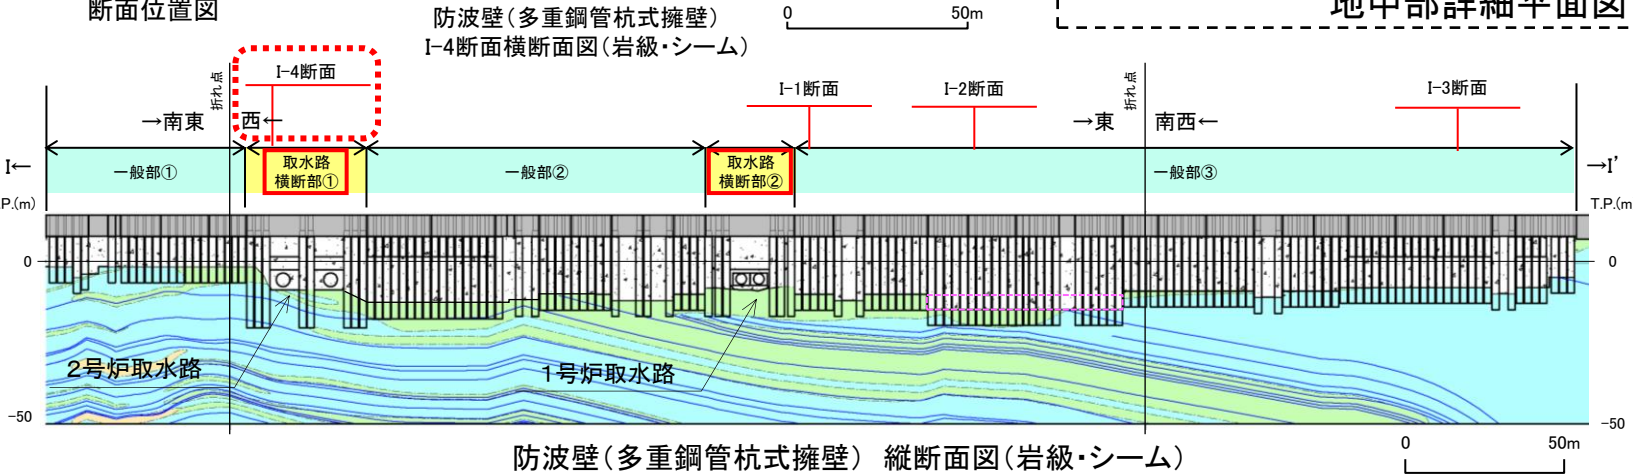 断面位置図
地中部詳細平面図
防波壁(多重鋼管杭式擁壁)
0 50m
I-4断面横断面図(岩級・シーム)
折れ点
I-4断面
I-1断面
I-2断面
折れ点
I-3断面
→南東
西←
→東
南西←
I←
一般部①
取水路
横断部①
一般部②
取水路
横断部②
一般部③
→I'
.P.(m)
T.P.(m
0
0
2号炉取水路
1号炉取水路
-50
-50
防波壁(多重鋼管杭式擁壁) 縦断面図(岩級・シーム)
0 50m